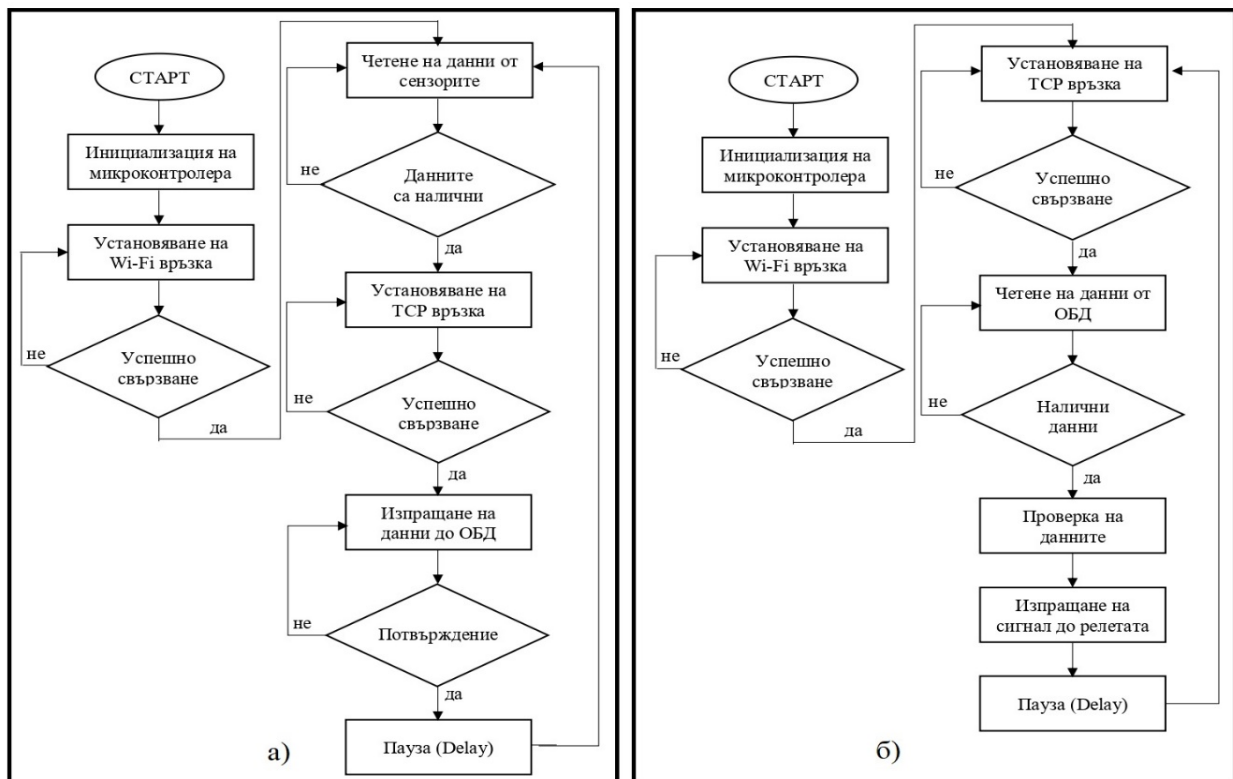 СТАРТ
Инициализация на
микроконтролера
Установяване на
Wi-Fi връзка
не
Успешно
свързване
да
Четене на данни от
сензорите
не
Данните
са налични
да
Установяване на
TCP връзка
не
Успешно
свързване
да
Изпращане на
данни до ОБД
не
Потвърждение
да
Пауза (Delay)
а)
СТАРТ
Инициализация на
микроконтролера
Установяване на
Wi-Fi връзка
не
Успешно
свързване
да
Установяване на
TCP връзка
не
Успешно
свързване
да
Четене на данни от
ОБД
не
Налични
данни
да
Проверка на
данните
Изпращане на
сигнал до релетата
Пауза (Delay)
б)